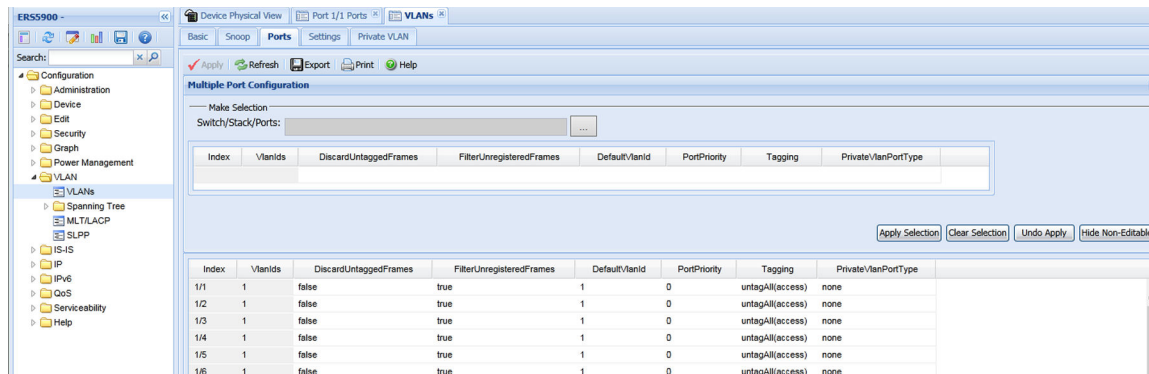 ERS5900 -
Device Physical View Port 1/1 Ports VLANs
Basic Snoop Ports Settings Private VLAN
Search:
Apply Refresh Export Print Help
Configuration
Administration
Device
Edit
Security
Graph
Power Management
VLAN
VLANs
Spanning Tree
MLT/LACP
SLPP
IS-IS
IP
IPv6
QoS
Serviceability
Help
Multiple Port Configuration
Make Selection
Switch/Stack/Ports: ...
Index VlanIds DiscardUntaggedFrames FilterUnregisteredFrames DefaultVlanId PortPriority Tagging PrivateVlanPortType
Apply Selection Clear Selection Undo Apply Hide Non-Editable
Index VlanIds DiscardUntaggedFrames FilterUnregisteredFrames DefaultVlanId PortPriority Tagging PrivateVlanPortType
1/1 1 false true 1 0 untagAll(access) none
1/2 1 false true 1 0 untagAll(access) none
1/3 1 false true 1 0 untagAll(access) none
1/4 1 false true 1 0 untagAll(access) none
1/5 1 false true 1 0 untagAll(access) none
1/6 1 false true 1 0 untagAll(access) none